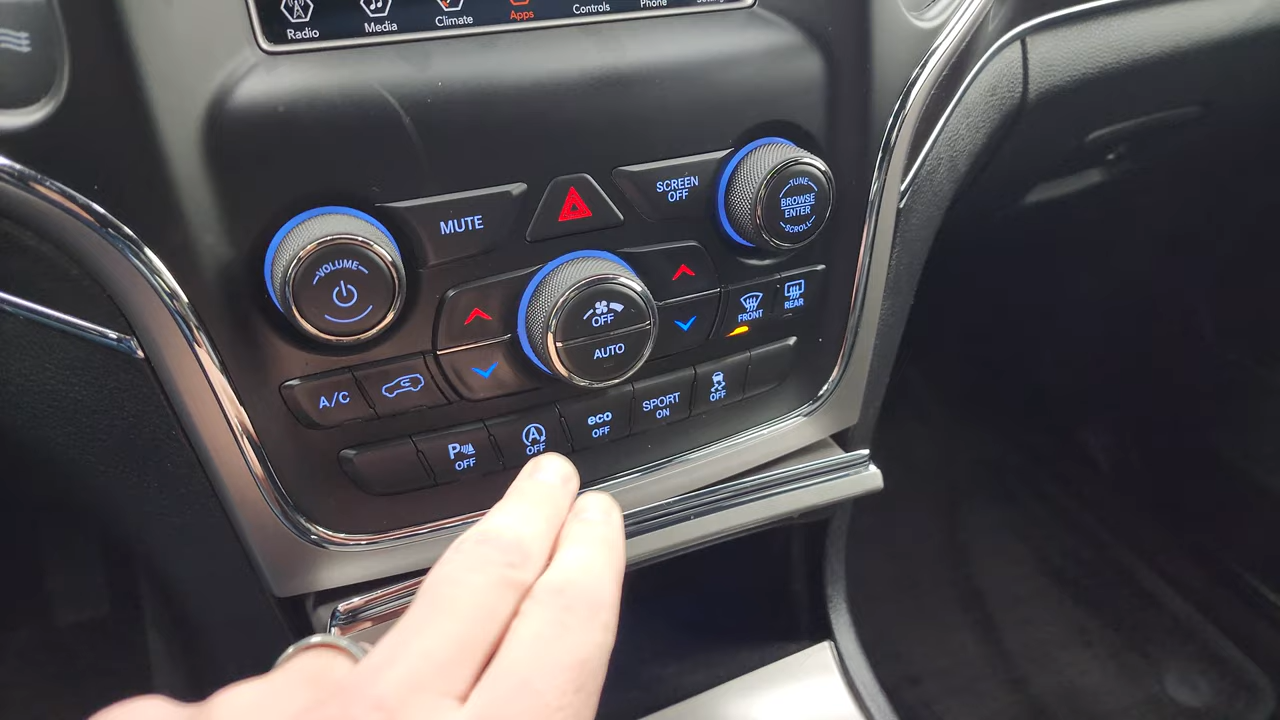 Radio
Media
Climate
Apps
Controls
Phone
SCREEN
OFF
TUNE
BROWSE
ENTER
SCROLL
MUTE
VOLUME
OFF
AUTO
FRONT
REAR
A/C
P
OFF
A
OFF
eco
OFF
SPORT
ON
OFF